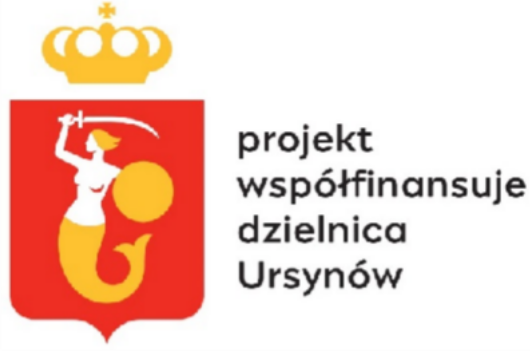 projekt
współfinansuje
dzielnica
Ursynów